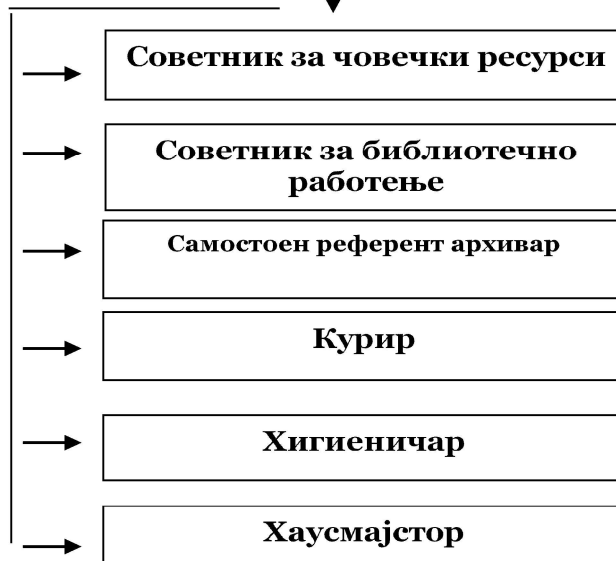 Советник за човечки ресурси
Советник за библиотечно
работење
Самостоен референт архивар
Курир
Хигиеничар
Хаусмајстор